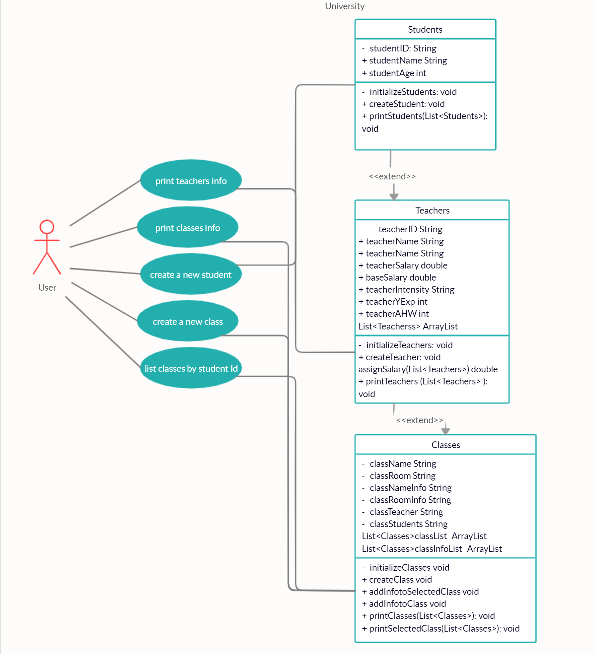 University
Students
- studentID: String
+ studentName String
+ studentAge int
- initializeStudents: void
+ createStudent: void
+ printStudents(List<Students>):
void
<<extend>>
Teachers
teacherID String
+ teacherName String
+ teacherName String
+ teacherSalary double
+ baseSalary double
+ teacherIntensity String
+ teacherYExp int
+ teacherAHW int
List<Teacherss> ArrayList
- initializeTeachers: void
+ createTeacher: void
assignSalary(List<Teachers>) double
+ printTeachers (List<Teachers> ):
void
<<extend>>
Classes
- className String
- classRoom String
- classNameInfo String
- classRoomInfo String
- classTeacher String
- classStudents String
List<Classes>classList ArrayList
List<Classes>classInfoList ArrayList
- initializeClasses void
+ createClass void
+ addInfotoSelectedClass void
+ addInfotoClass void
+ printClasses(List<Classes>): void
+ printSelectedClass(List<Classes>): void
print teachers info
print classes info
create a new student
create a new class
list classes by student Id
User